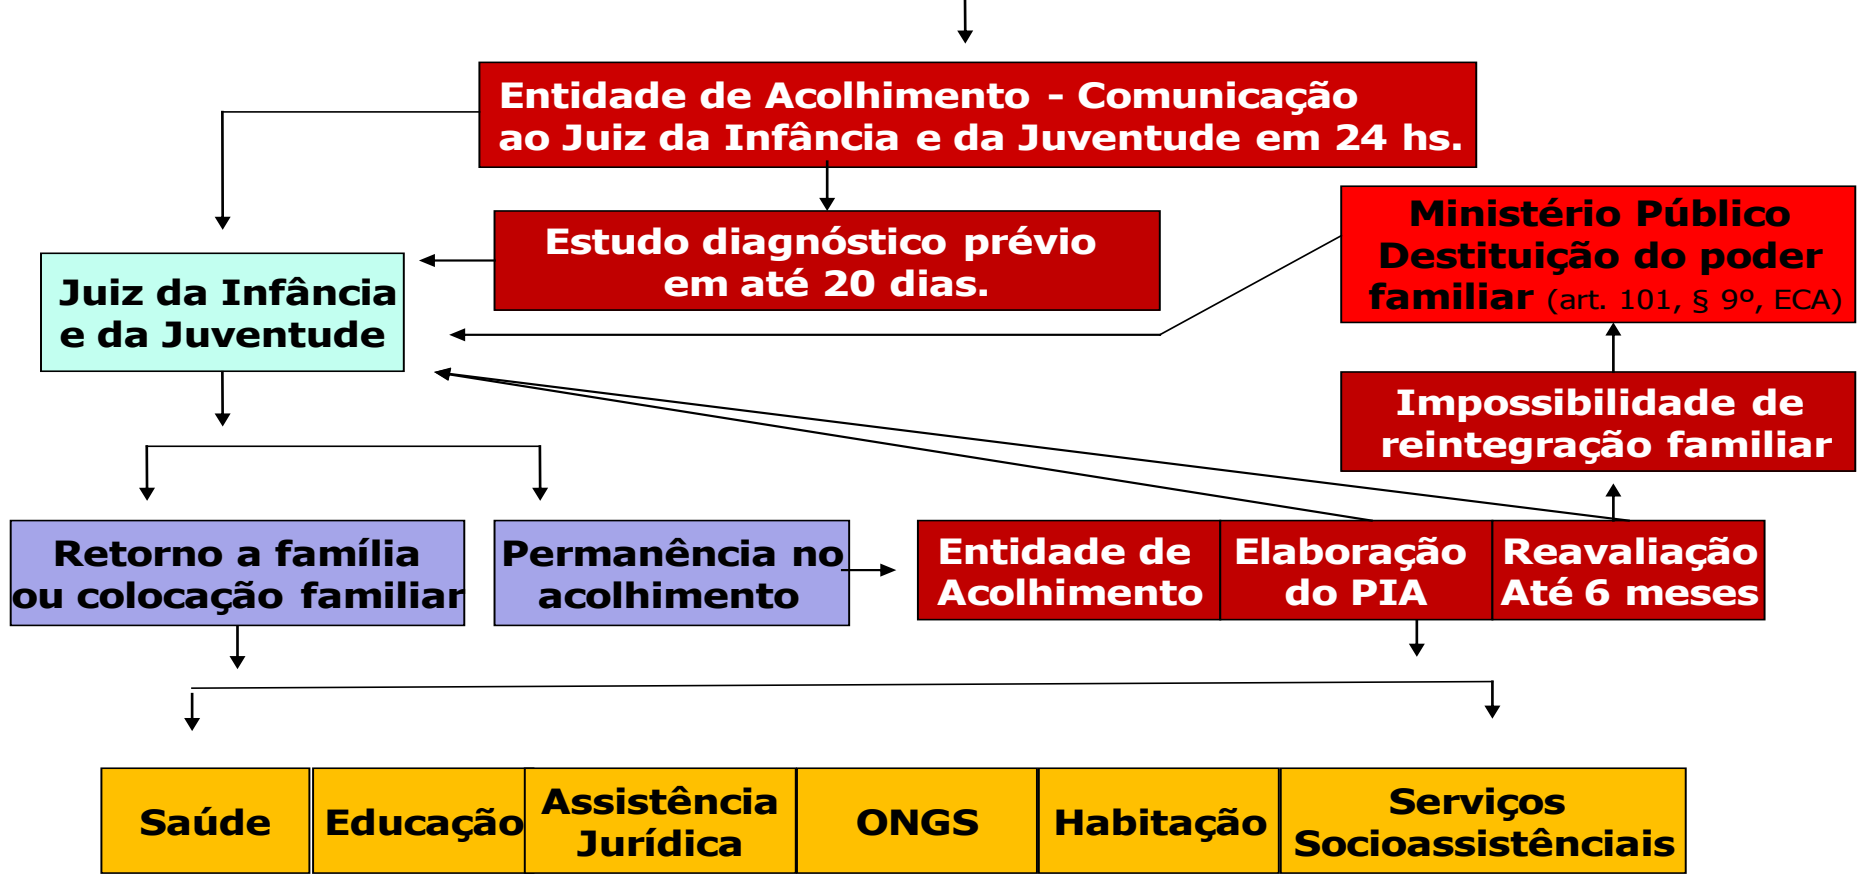 Entidade de Acolhimento - Comunicação
ao Juiz da Infância e da Juventude em 24 hs.
Ministério Público
Destituição do poder
familiar (art. 101, § 9º, ECA)
Estudo diagnóstico prévio
em até 20 dias.
Juiz da Infância
e da Juventude
Impossibilidade de
reintegração familiar
Retorno a família
ou colocação familiar
Permanência no
acolhimento
Entidade de
Acolhimento
Elaboração
do PIA
Reavaliação
Até 6 meses
Saúde
Educação
Assistência
Jurídica
ONGS
Habitação
Serviços
Socioassistênciais